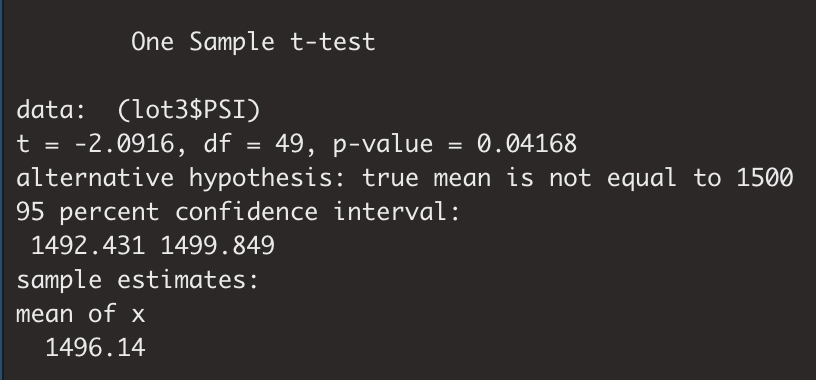 One Sample t-test
data:  (lot3$PSI)
t = -2.0916, df = 49, p-value = 0.04168
alternative hypothesis: true mean is not equal to 1500
95 percent confidence interval:
1492.431 1499.849
sample estimates:
mean of x
1496.14